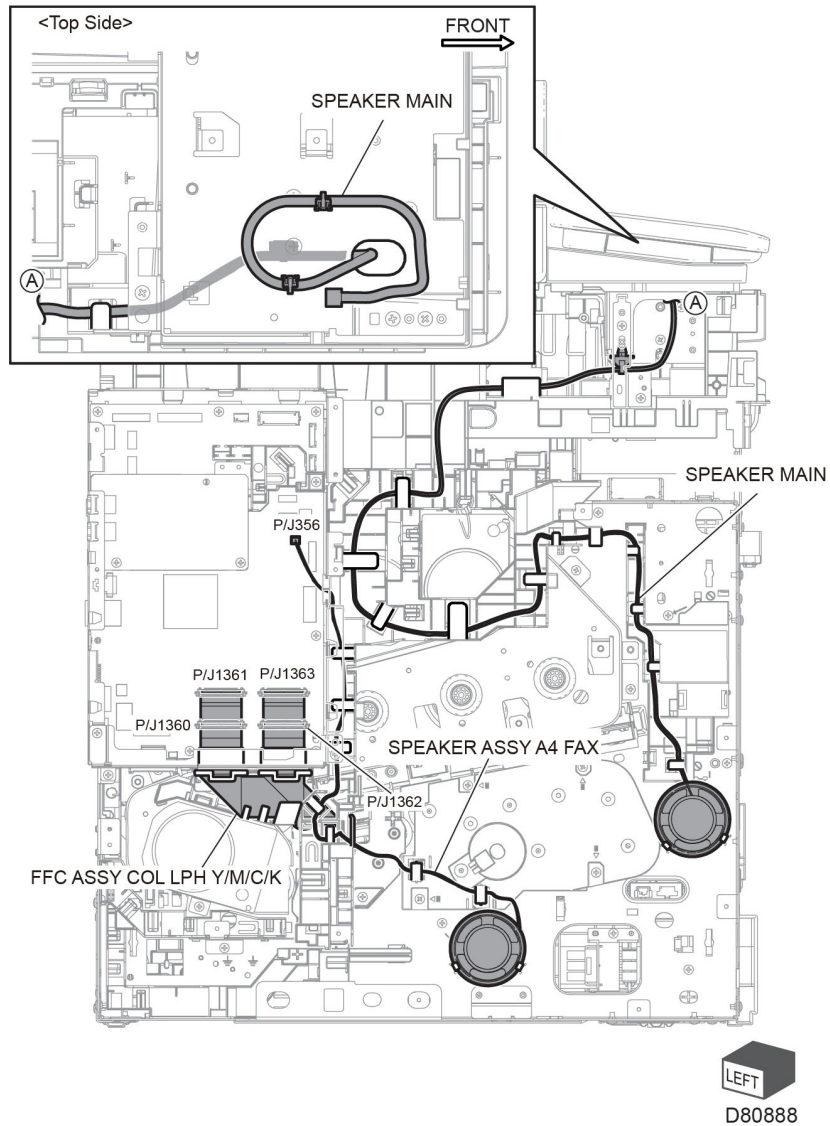 <Top Side>
FRONT
SPEAKER MAIN
A
A
SPEAKER MAIN
P/J356
P/J1361
P/J1363
P/J1360
SPEAKER ASSY A4 FAX
P/J1362
FFC ASSY COL LPH Y/M/C/K
LEFT
D80888